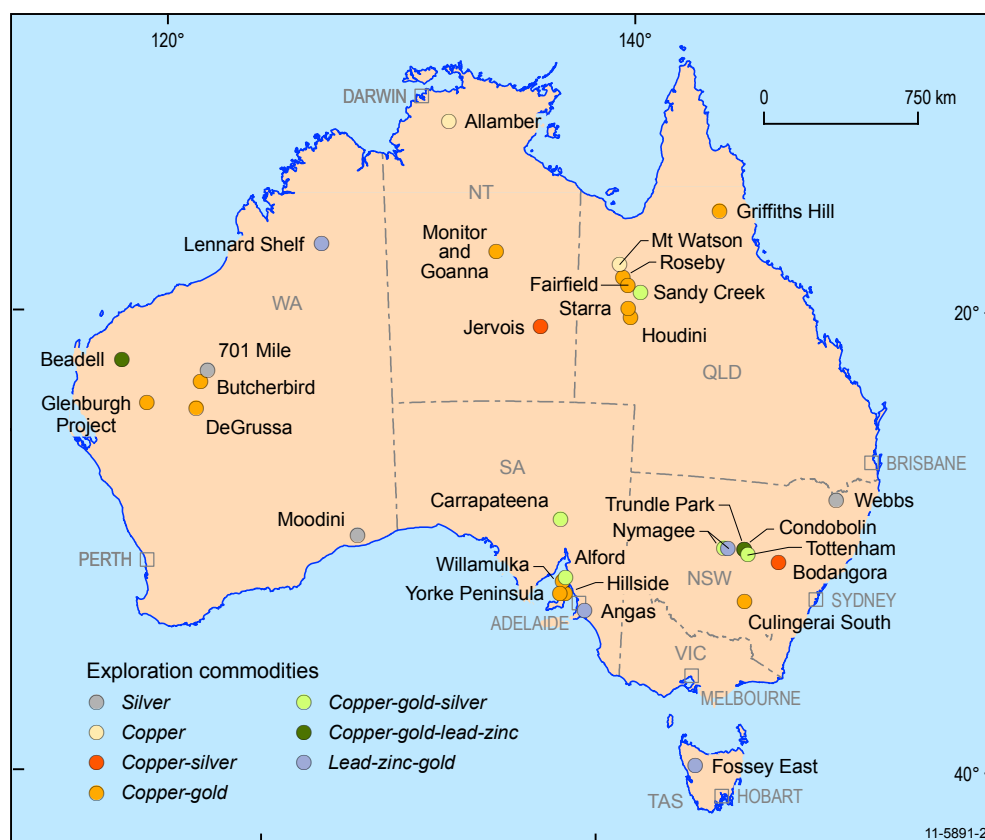 120°
140°
DARWIN
0
750 km
Allamber
NT
Griffiths Hill
Lennard Shelf
Monitor
and
Goanna
Mt Watson
Roseby
Fairfield
Sandy Creek
WA
Starra
20°
Jervois
Houdini
701 Mile
Beadell
Butcherbird
QLD
Glenburgh
Project
DeGrussa
BRISBANE
SA
Carrapateena
Webbs
Trundle Park
Moodini
Nymagee
Condobolin
Tottenham
PERTH
Alford
Willamulka
Bodangora
Hillside
NSW
Yorke Peninsula
SYDNEY
Angas
ADELAIDE
Culingerai South
VIC
Exploration commodities
MELBOURNE
Silver
Copper-gold-silver
Copper
Copper-gold-lead-zinc
Copper-silver
Lead-zinc-gold
Fossey East
40°
Copper-gold
TAS
HOBART
11-5891-2